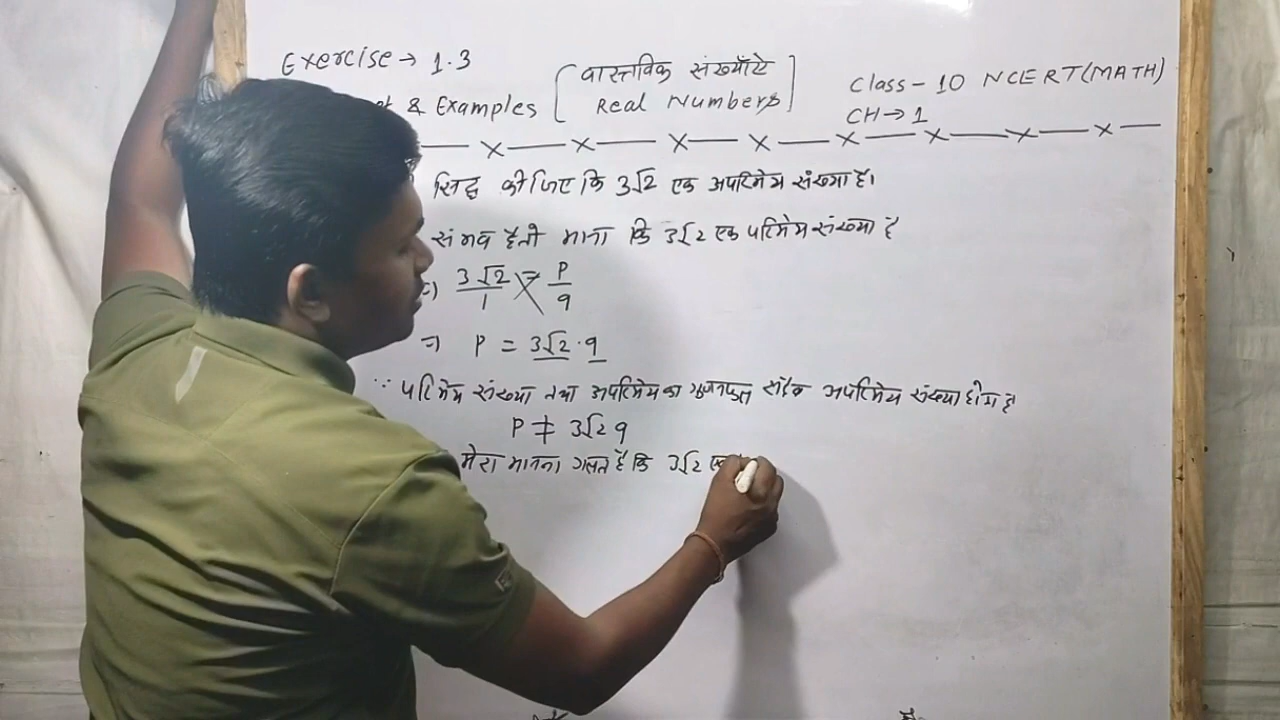 Exercise → 1.3
[वास्तविक संख्याँऐ
Real Numbers]
Class - 10 NCERT(MATH)
CH → 1
& Examples
सिद्ध कीजिए कि 3√2 एक अपरिमेय संख्या है।
संभव हैतो माना कि 3√2 एक परिमेय संख्या है
⇒) 3√2/1 = P/q
⇒ P = 3√2·q
∵ परिमेय संख्या तथा अपरिमेय का गुणनफल सदैव अपरिमेय संख्या होगा है
P ≠ 3√2q
मेरा मानना गलत है कि 3√2 एक